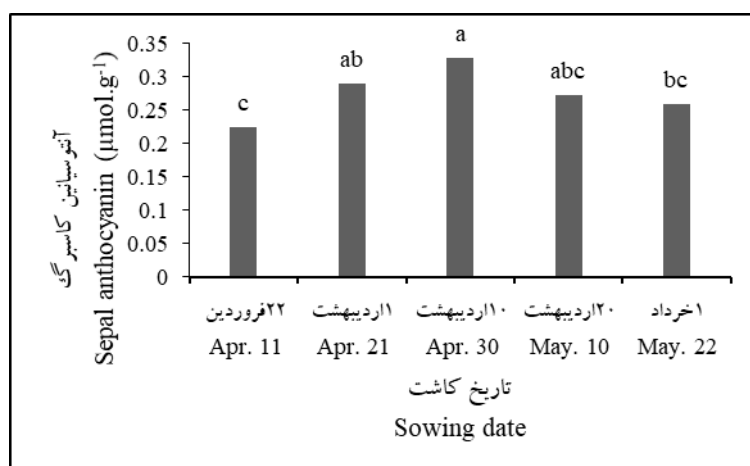 آنتوسیانین کاسبرگ
Sepal anthocyanin (µmol.g-1)
0.35
0.3
0.25
0.2
0.15
0.1
0.05
0
c
ab
a
abc
bc
۲۲فروردین
۱اردیبهشت
۱۰اردیبهشت
۲۰اردیبهشت
۱خرداد
Apr. 11
Apr. 21
Apr. 30
May. 10
May. 22
تاریخ کاشت
Sowing date